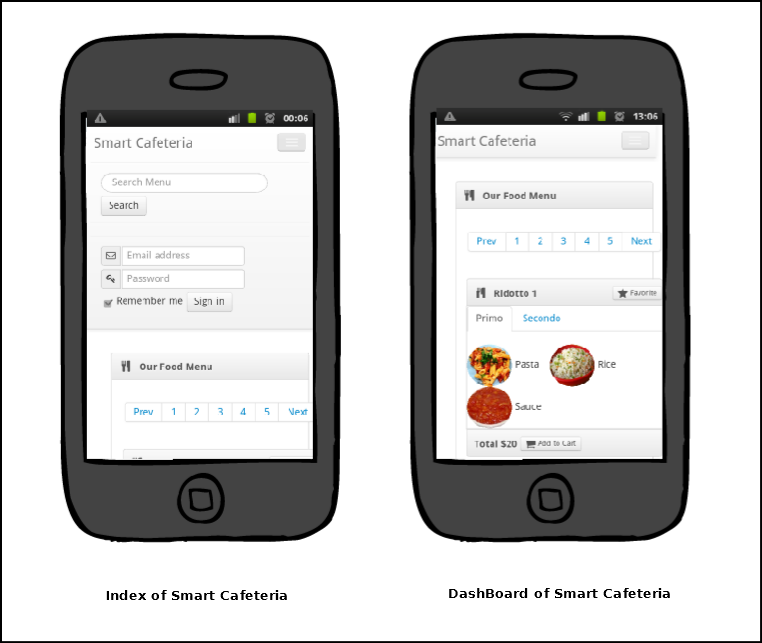 00:06
Smart Cafeteria
Search Menu
Search
Email address
Password
Remember me Sign in
Our Food Menu
Prev 1 2 3 4 5 Next
Index of Smart Cafeteria
13:06
Smart Cafeteria
Our Food Menu
Prev 1 2 3 4 5 Next
Ridotto 1 Favorite
Primo Secondo
Pasta Rice
Sauce
Total $20 Add to Cart
DashBoard of Smart Cafeteria